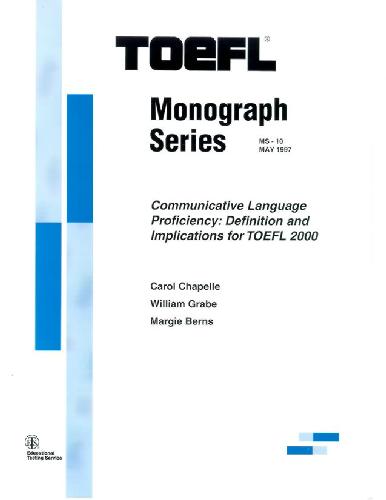 TOEFL®
Monograph
Series
MS - 10
MAY 1997
Communicative Language
Proficiency: Definition and
Implications for TOEFL 2000
Carol Chapelle
William Grabe
Margie Berns
Educational
Testing Service